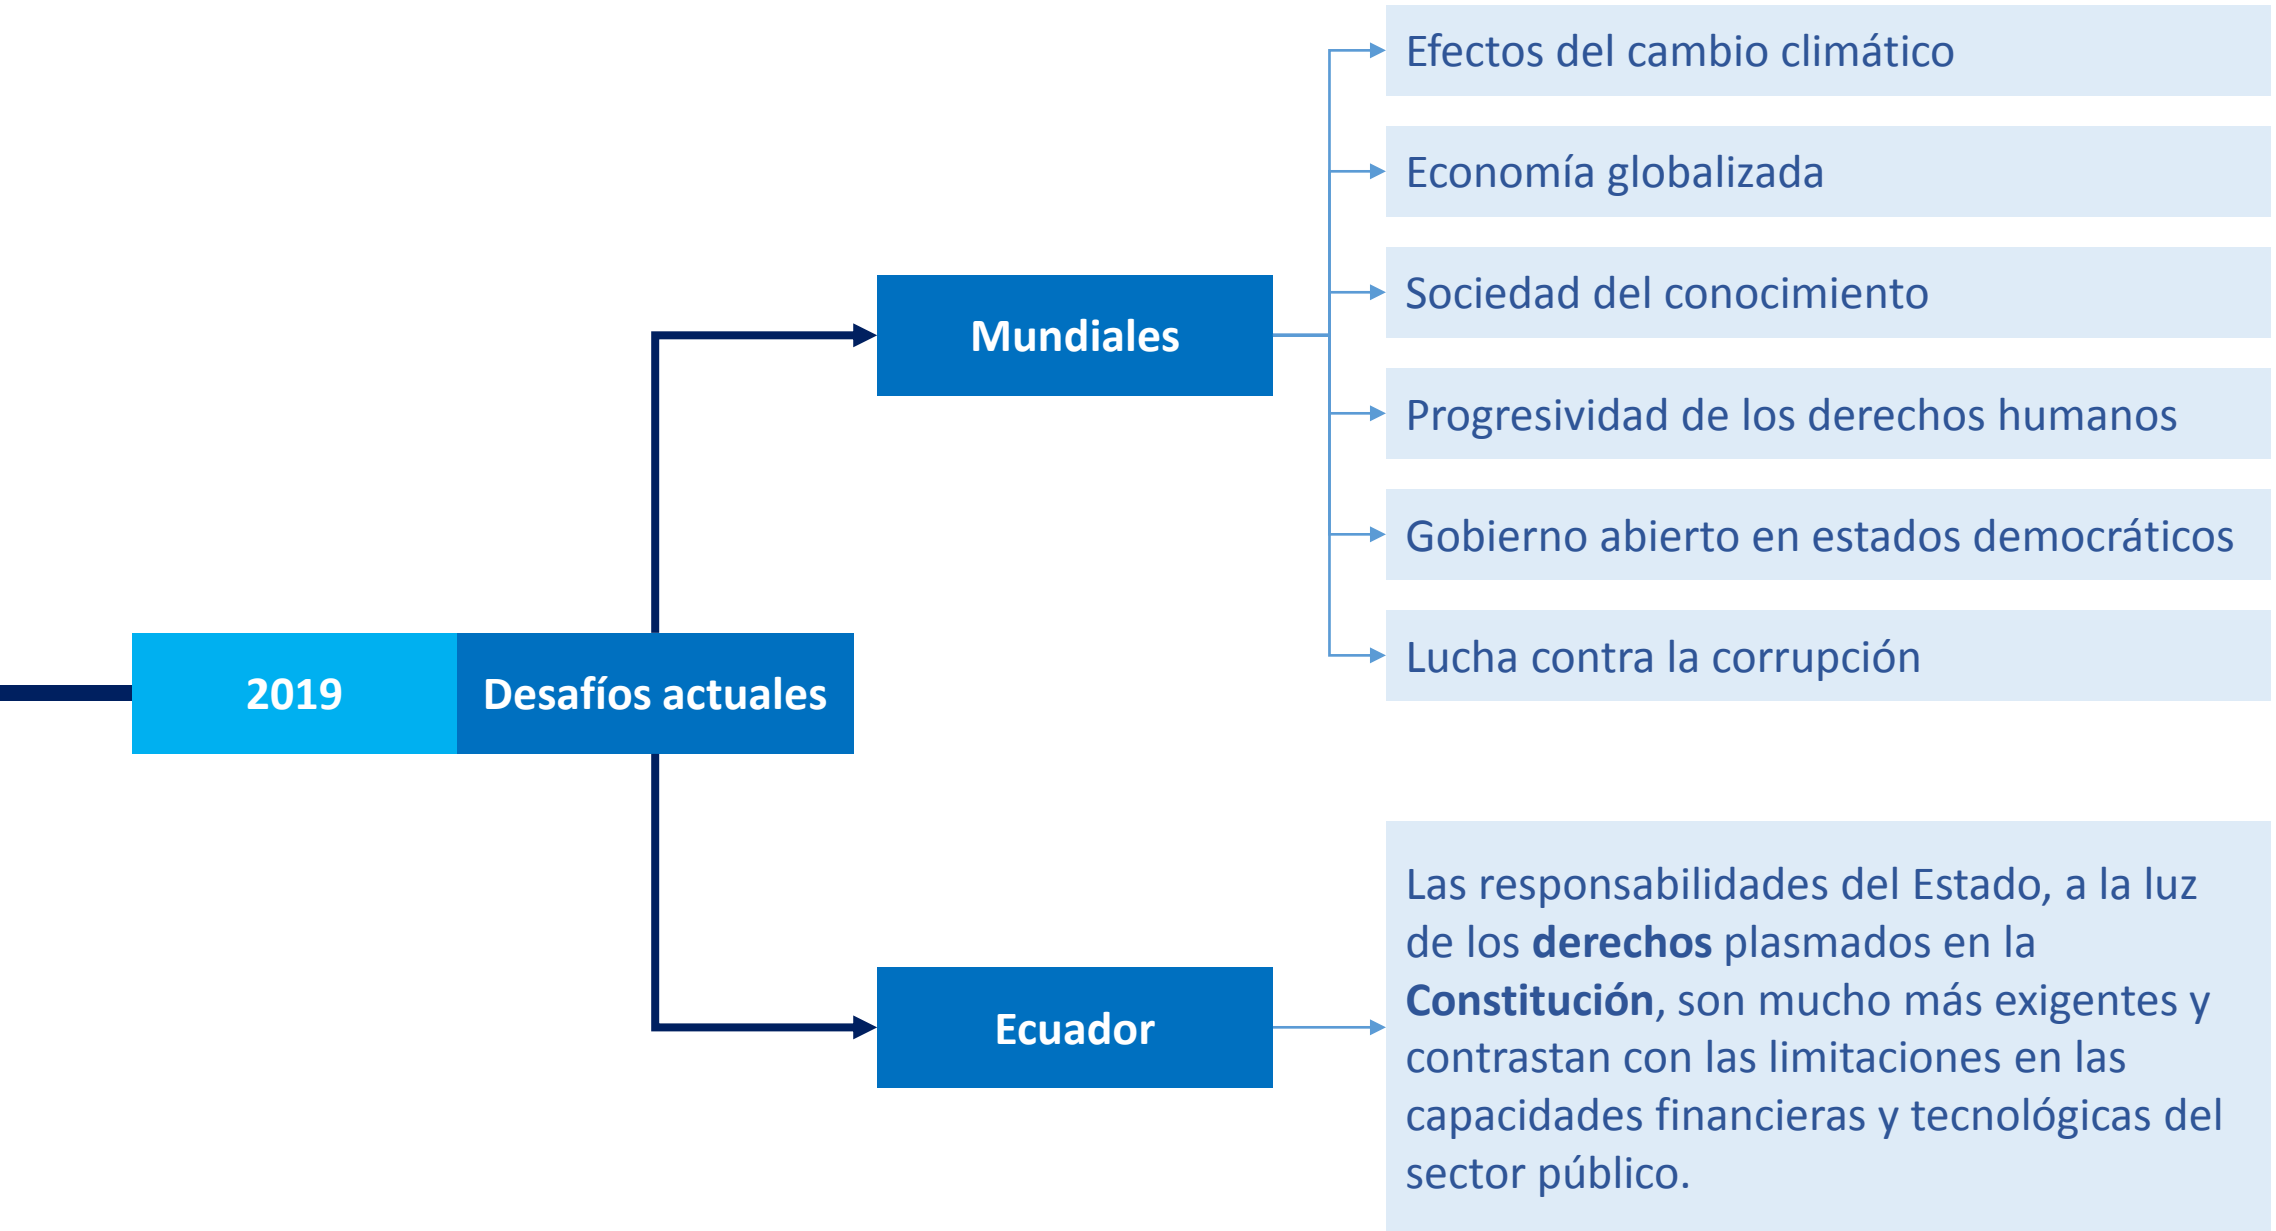 2019
Desafíos actuales
Mundiales
Efectos del cambio climático
Economía globalizada
Sociedad del conocimiento
Progresividad de los derechos humanos
Gobierno abierto en estados democráticos
Lucha contra la corrupción
Ecuador
Las responsabilidades del Estado, a la luz
de los derechos plasmados en la
Constitución, son mucho más exigentes y
contrastan con las limitaciones en las
capacidades financieras y tecnológicas del
sector público.